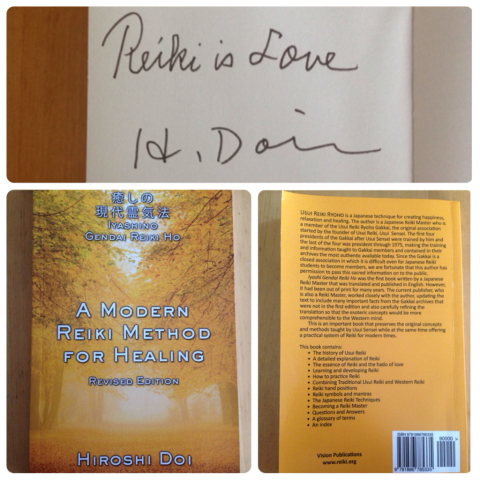 Reiki is Love
H. Doi
癒しの
現代霊気法
IYASHINO
GENDAI REIKI HO
A MODERN
REIKI METHOD
FOR HEALING
REVISED EDITION
HIROSHI DOI
USUI REIKI RYOHO is a Japanese technique for creating happiness,
relaxation and healing. The author is a Japanese Reiki Master who is
a member of the Usui Reiki Ryoho Gakkai, the original association
started by the founder of Usui Reiki, Usui Sensei. The first four
presidents of the Gakkai after Usui Sensei were trained by him and
the last of the four was president through 1975, making the training
and information taught to Gakkai members and contained in their
archives the most authentic available today. Since the Gakkai is a
closed association in which it is difficult even for Japanese Reiki
students to become members, we are fortunate that this author has
permission to pass this sacred information on to the public.
Iyashi Gendai Reiki Ho was the first book written by a Japanese
Reiki Master that was translated and published in English. However,
it had been out of print for many years. The current publisher, who
is also a Reiki Master, worked closely with the author, updating the
text to include many important facts from the Gakkai archives that
were not in the first edition and also carefully refining the
translation so that the esoteric concepts would be more
comprehensible to the Western mind.
This is an important book that preserves the original concepts
and methods taught by Usui Sensei while at the same time offering
a practical system of Reiki for modern times.
This book contains:
• The history of Usui Reiki
• A detailed explanation of Reiki
• The essence of Reiki and the hado of love
• Learning and developing Reiki
• How to practice Reiki
• Combining Traditional Usui Reiki and Western Reiki
• Reiki hand positions
• Reiki symbols and mantras
• The Japanese Reiki Techniques
• Becoming a Reiki Master
• Questions and Answers
• A glossary of terms
• An index
Vision Publications
www.reiki.org
90000 >